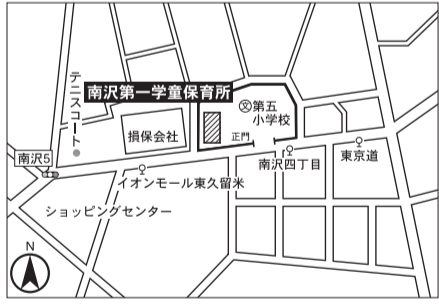 南沢第一学童保育所
テニスコート
文第五
小学校
損保会社
正門
南沢5
南沢四丁目
東京道
イオンモール東久留米
ショッピングセンター
N